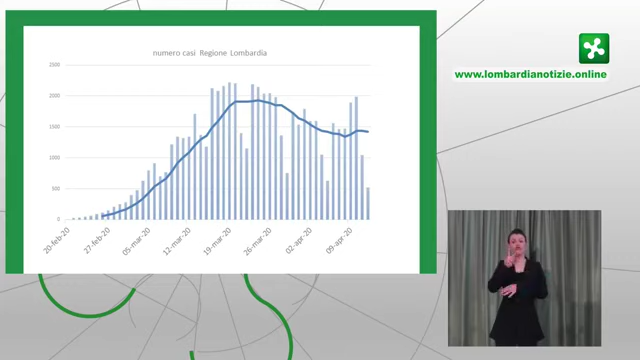 numero casi Regione Lombardia
2500
2000
1500
1000
500
0
20-feb-20
27-feb-20
05-mar-20
12-mar-20
19-mar-20
26-mar-20
02-apr-20
09-apr-20
www.lombardianotizie.online